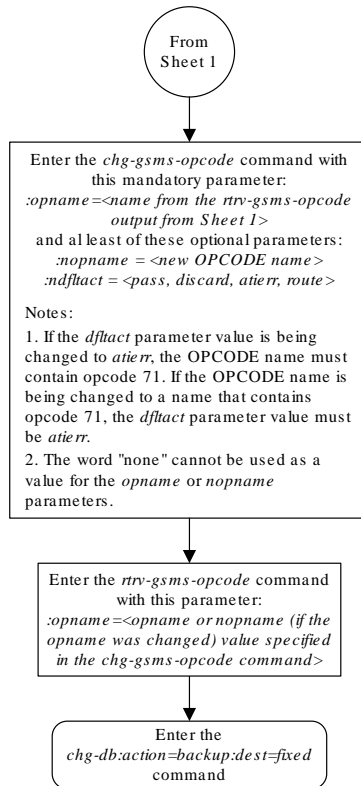 From
Sheet 1
Enter the chg-gsms-opcode command with
this mandatory parameter:
:opname=<name from the rtrv-gsms-opcode
output from Sheet 1>
and al least of these optional parameters:
:nopname = <new OPCODE name>
:ndfltact = <pass, discard, atierr, route>
Notes:
1. If the dfltact parameter value is being
changed to atierr, the OPCODE name must
contain opcode 71. If the OPCODE name is
being changed to a name that contains
opcode 71, the dfltact parameter value must
be atierr.
2. The word "none" cannot be used as a
value for the opname or nopname
parameters.
Enter the rtrv-gsms-opcode command
with this parameter:
:opname=<opname or nopname (if the
opname was changed) value specified
in the chg-gsms-opcode command>
Enter the
chg-db:action=backup:dest=fixed
command